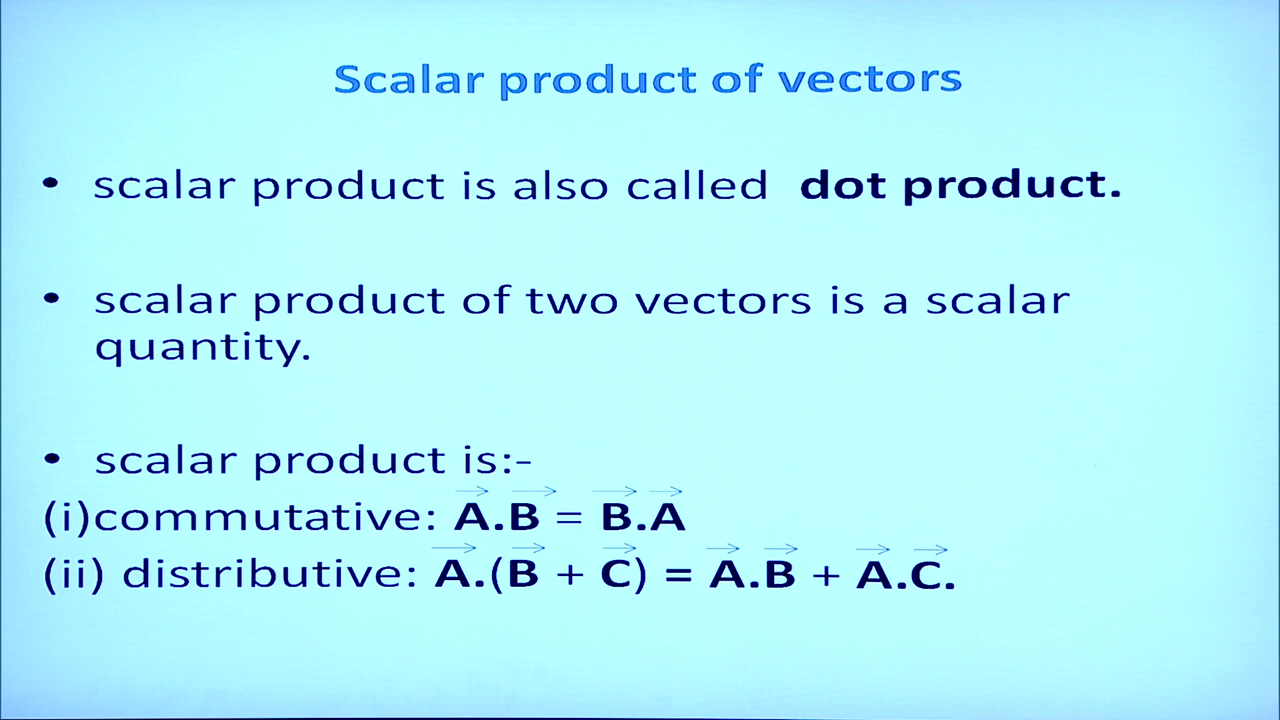 Scalar product of vectors
• scalar product is also called dot product.
• scalar product of two vectors is a scalar
quantity.
• scalar product is:-
(i)commutative: A⃗.B⃗ = B⃗.A⃗
(ii) distributive: A⃗.(B⃗ + C⃗) = A⃗.B⃗ + A⃗.C⃗.